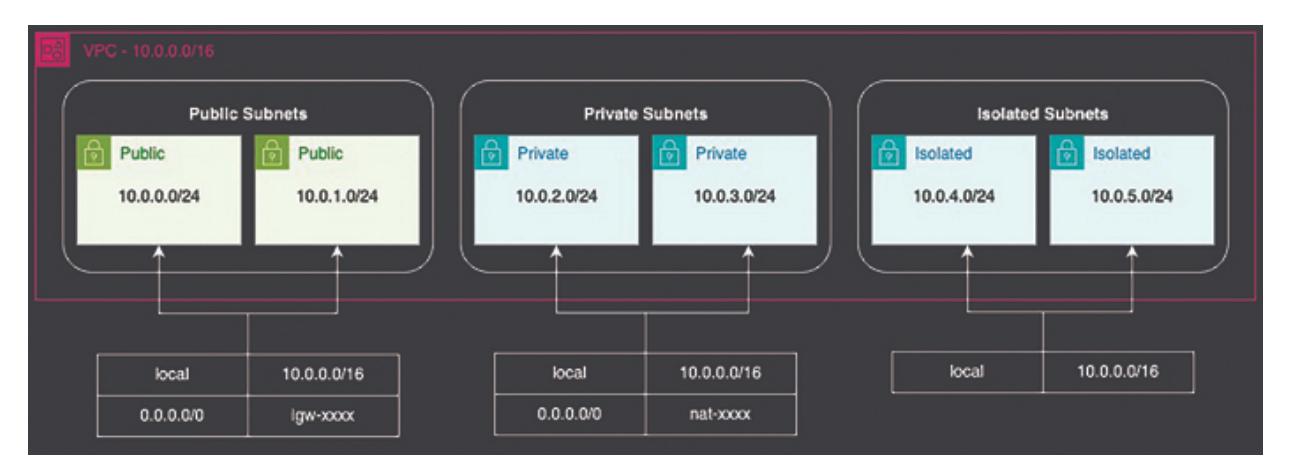 VPC - 10.0.0.0/16
Public Subnets
Public
10.0.0.0/24
Public
10.0.1.0/24
Private Subnets
Private
10.0.2.0/24
Private
10.0.3.0/24
Isolated Subnets
Isolated
10.0.4.0/24
Isolated
10.0.5.0/24
local 10.0.0.0/16
0.0.0.0/0 igw-xxxx
local 10.0.0.0/16
0.0.0.0/0 nat-xxxx
local 10.0.0.0/16